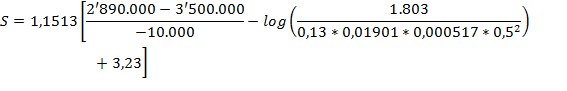 S = 1,1513 [ (2'890.000 − 3'500.000) / (−10.000) − log ( 1.803 / (0,13 * 0,01901 * 0,000517 * 0,5²) )
+ 3,23 ]